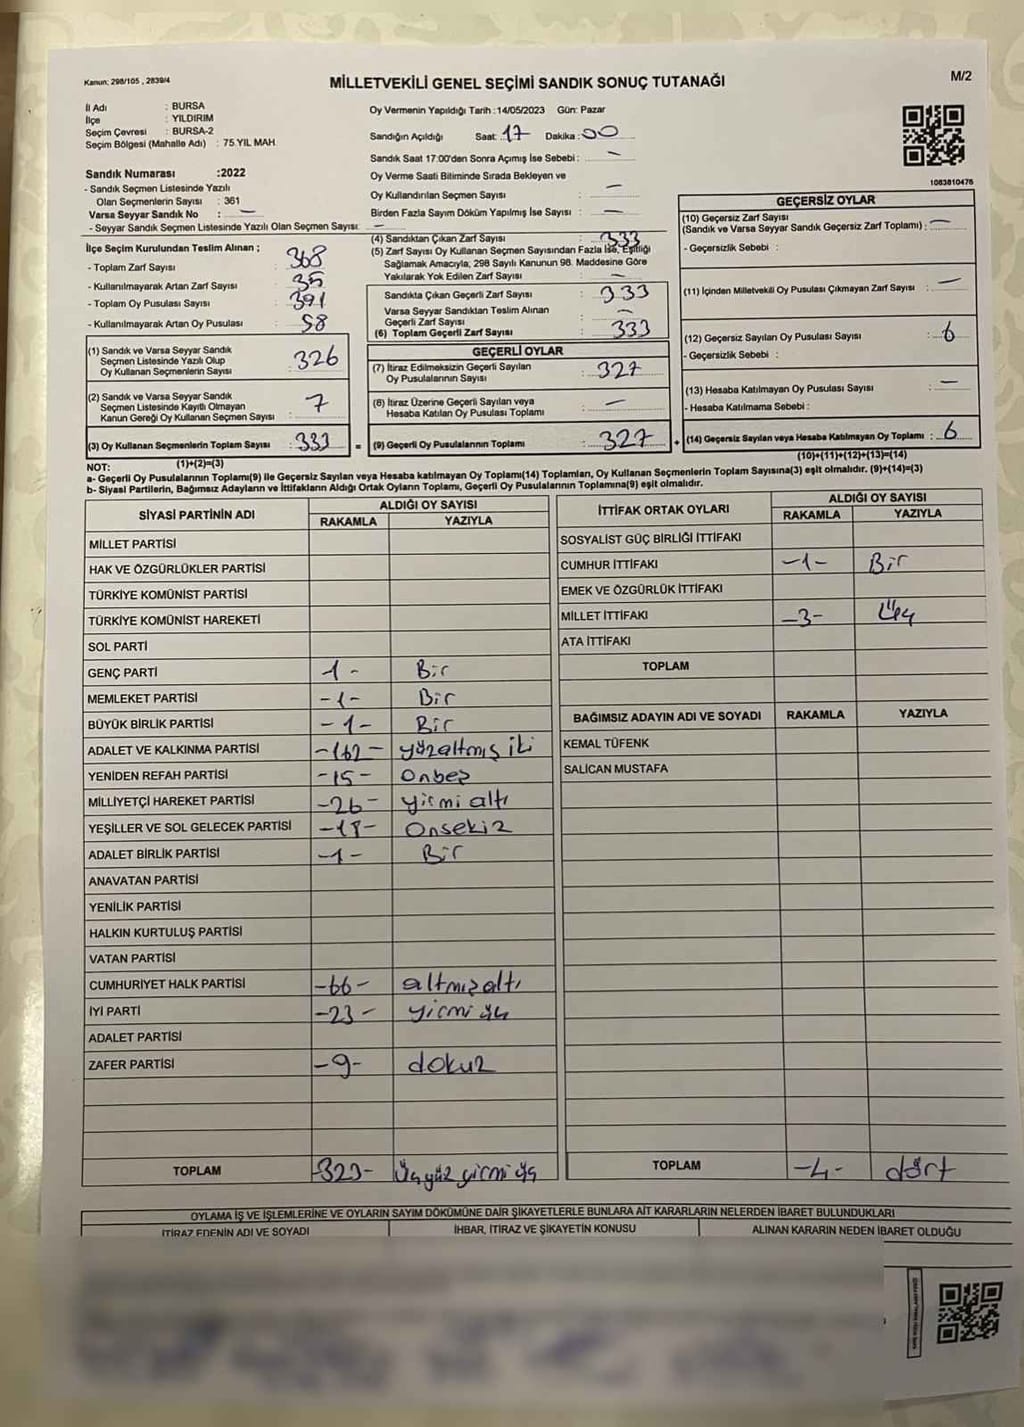 Kanun: 298/105 , 2839/4
MİLLETVEKİLİ GENEL SEÇİMİ SANDIK SONUÇ TUTANAĞI
M/2
İl Adı : BURSA
İlçe : YILDIRIM
Seçim Çevresi : BURSA-2
Seçim Bölgesi (Mahalle Adı) : 75.YIL MAH.
Sandık Numarası :2022
- Sandık Seçmen Listesinde Yazılı
Olan Seçmenlerin Sayısı : 361
Varsa Seyyar Sandık No : —
- Seyyar Sandık Seçmen Listesinde Yazılı Olan Seçmen Sayısı: —
İlçe Seçim Kurulundan Teslim Alınan ;
- Toplam Zarf Sayısı : 368
- Kullanılmayarak Artan Zarf Sayısı : 35
- Toplam Oy Pusulası Sayısı : 391
- Kullanılmayarak Artan Oy Pusulası : 58
(1) Sandık ve Varsa Seyyar Sandık
Seçmen Listesinde Yazılı Olup
Oy Kullanan Seçmenlerin Sayısı : 326
(2) Sandık ve Varsa Seyyar Sandık
Seçmen Listesinde Kayıtlı Olmayan
Kanun Gereği Oy Kullanan Seçmen Sayısı : 7
(3) Oy Kullanan Seçmenlerin Toplam Sayısı : 333
(1)+(2)=(3)
Oy Vermenin Yapıldığı Tarih :14/05/2023 Gün: Pazar
Sandığın Açıldığı Saat: 17 Dakika : 00
Sandık Saat 17:00'den Sonra Açımış İse Sebebi : —
Oy Verme Saati Bitiminde Sırada Bekleyen ve
Oy Kullandırılan Seçmen Sayısı : —
Birden Fazla Sayım Döküm Yapılmış İse Sayısı : —
(4) Sandıktan Çıkan Zarf Sayısı : 333
(5) Zarf Sayısı Oy Kullanan Seçmen Sayısından Fazla İse, Eşitliği
Sağlamak Amacıyla, 298 Sayılı Kanunun 98. Maddesine Göre
Yakılarak Yok Edilen Zarf Sayısı : —
Sandıkta Çıkan Geçerli Zarf Sayısı : 333
Varsa Seyyar Sandıktan Teslim Alınan
Geçerli Zarf Sayısı : —
(6) Toplam Geçerli Zarf Sayısı : 333
GEÇERLİ OYLAR
(7) İtiraz Edilmeksizin Geçerli Sayılan
Oy Pusulalarının Sayısı : 327
(8) İtiraz Üzerine Geçerli Sayılan veya
Hesaba Katılan Oy Pusulası Toplamı : —
= (9) Geçerli Oy Pusulalarının Toplamı : 327 +
1083810476
GEÇERSİZ OYLAR
(10) Geçersiz Zarf Sayısı
(Sandık ve Varsa Seyyar Sandık Geçersiz Zarf Toplamı) : —
- Geçersizlik Sebebi :
(11) İçinden Milletvekili Oy Pusulası Çıkmayan Zarf Sayısı : —
(12) Geçersiz Sayılan Oy Pusulası Sayısı : 6
- Geçersizlik Sebebi :
(13) Hesaba Katılmayan Oy Pusulası Sayısı : —
- Hesaba Katılmama Sebebi :
(14) Geçersiz Sayılan veya Hesaba Katılmayan Oy Toplamı : 6
(10)+(11)+(12)+(13)=(14)
NOT:
a- Geçerli Oy Pusulalarının Toplamı(9) ile Geçersiz Sayılan veya Hesaba katılmayan Oy Toplamı(14) Toplamları, Oy Kullanan Seçmenlerin Toplam Sayısına(3) eşit olmalıdır. (9)+(14)=(3)
b- Siyasi Partilerin, Bağımsız Adayların ve İttifakların Aldığı Ortak Oyların Toplamı, Geçerli Oy Pusulalarının Toplamına(9) eşit olmalıdır.
SİYASİ PARTİNİN ADI ALDIĞI OY SAYISI
RAKAMLA YAZIYLA
MİLLET PARTİSİ
HAK VE ÖZGÜRLÜKLER PARTİSİ
TÜRKİYE KOMÜNİST PARTİSİ
TÜRKİYE KOMÜNİST HAREKETİ
SOL PARTİ
GENÇ PARTİ 1 - Bir
MEMLEKET PARTİSİ -1- Bir
BÜYÜK BİRLİK PARTİSİ -1- Bir
ADALET VE KALKINMA PARTİSİ -162- yüzaltmış iki
YENİDEN REFAH PARTİSİ -15- Onbeş
MİLLİYETÇİ HAREKET PARTİSİ -26- yirmi altı
YEŞİLLER VE SOL GELECEK PARTİSİ -18- Onsekiz
ADALET BİRLİK PARTİSİ -1- Bir
ANAVATAN PARTİSİ
YENİLİK PARTİSİ
HALKIN KURTULUŞ PARTİSİ
VATAN PARTİSİ
CUMHURİYET HALK PARTİSİ -66- altmışaltı
İYİ PARTİ -23- yirmi üç
ADALET PARTİSİ
ZAFER PARTİSİ -9- dokuz
TOPLAM -323- Üçyüz yirmi üç
İTTİFAK ORTAK OYLARI ALDIĞI OY SAYISI
RAKAMLA YAZIYLA
SOSYALİST GÜÇ BİRLİĞİ İTTİFAKI
CUMHUR İTTİFAKI -1- Bir
EMEK VE ÖZGÜRLÜK İTTİFAKI
MİLLET İTTİFAKI -3- Üç
ATA İTTİFAKI
TOPLAM
BAĞIMSIZ ADAYIN ADI VE SOYADI RAKAMLA YAZIYLA
KEMAL TÜFENK
SALİCAN MUSTAFA
TOPLAM -4- dört
OYLAMA İŞ VE İŞLEMLERİNE VE OYLARIN SAYIM DÖKÜMÜNE DAİR ŞİKAYETLERLE BUNLARA AİT KARARLARIN NELERDEN İBARET BULUNDUKLARI
İTİRAZ EDENİN ADI VE SOYADI İHBAR, İTİRAZ VE ŞİKAYETİN KONUSU ALINAN KARARIN NEDEN İBARET OLDUĞU